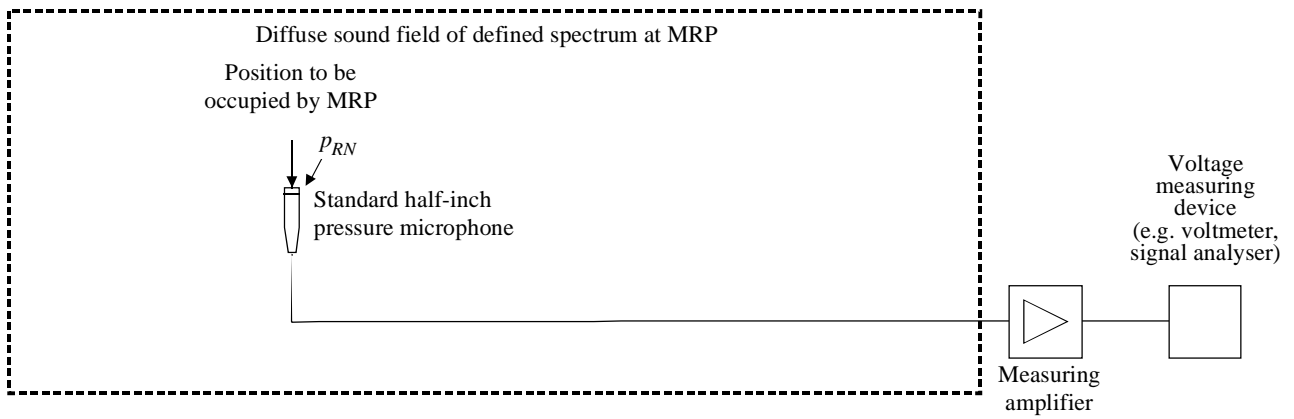 Diffuse sound field of defined spectrum at MRP
Position to be
occupied by MRP
pRN
Standard half-inch
pressure microphone
Voltage
measuring
device
(e.g. voltmeter,
signal analyser)
Measuring
amplifier